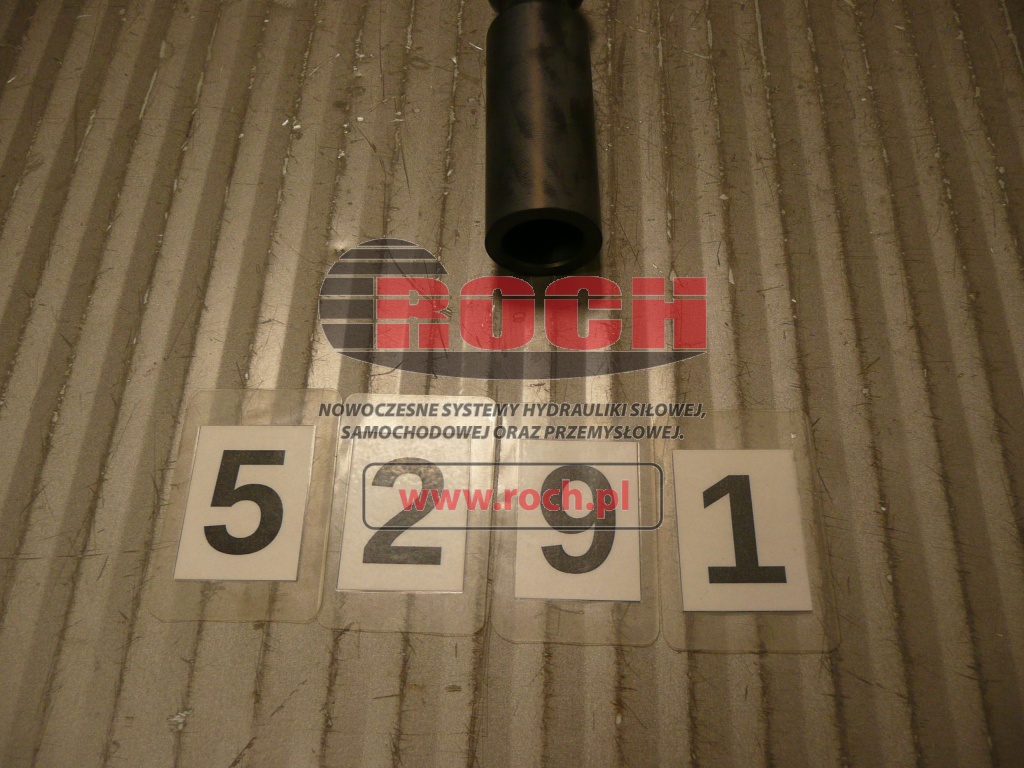 ROCH
NOWOCZESNE SYSTEMY HYDRAULIKI SIŁOWEJ,
SAMOCHODOWEJ ORAZ PRZEMYSŁOWEJ.
www.roch.pl
5 2 9 1